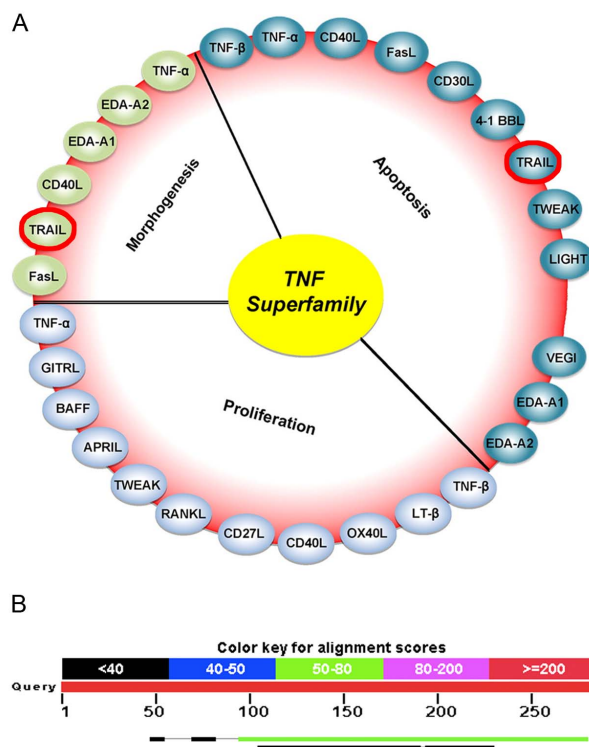 A
TNF-β
TNF-α
CD40L
FasL
CD30L
4-1 BBL
TRAIL
TWEAK
LIGHT
VEGI
EDA-A1
EDA-A2
TNF-α
EDA-A2
EDA-A1
CD40L
TRAIL
FasL
TNF-α
GITRL
BAFF
APRIL
TWEAK
RANKL
CD27L
CD40L
OX40L
LT-β
TNF-β
Morphogenesis
Apoptosis
Proliferation
TNF
Superfamily
B
Color key for alignment scores
<40 40-50 50-80 80-200 >=200
Query
1 50 100 150 200 250